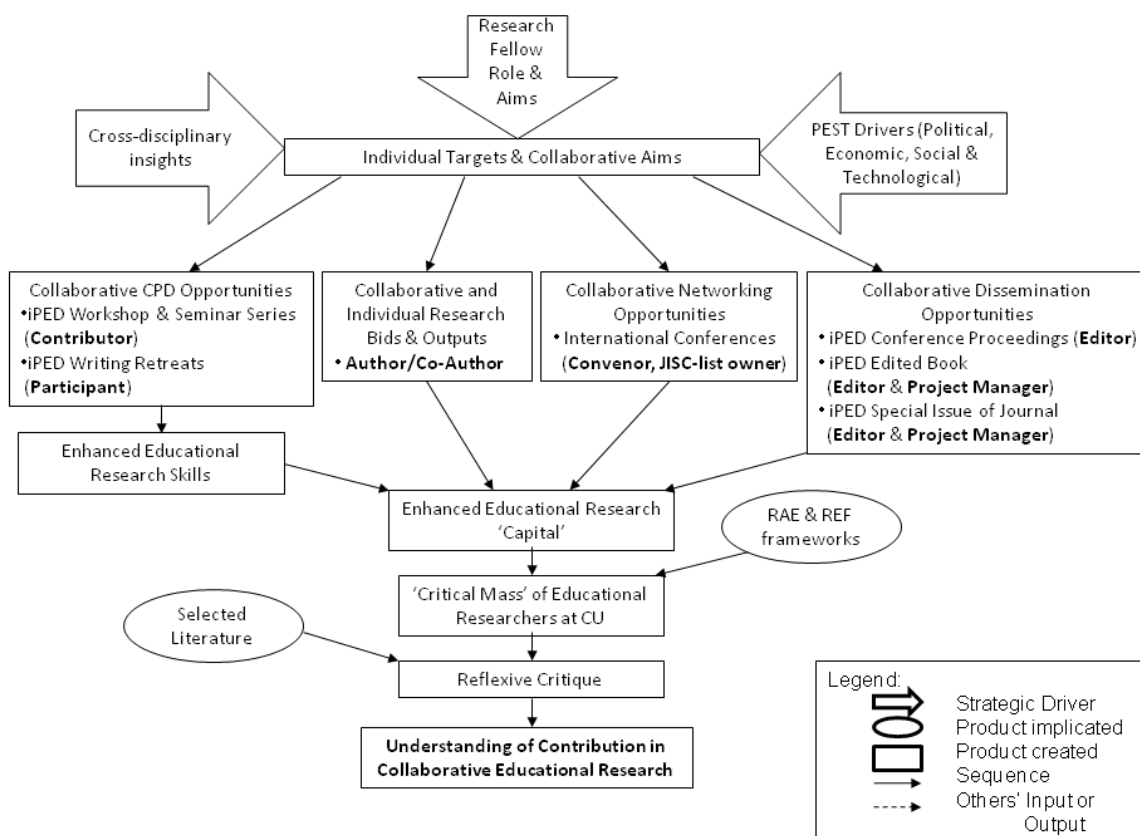 Research
Fellow
Role &
Aims
Cross-disciplinary
insights
PEST Drivers (Political,
Economic, Social &
Technological)
Individual Targets & Collaborative Aims
Collaborative CPD Opportunities
•iPED Workshop & Seminar Series
(Contributor)
•iPED Writing Retreats
(Participant)
Collaborative and
Individual Research
Bids & Outputs
• Author/Co-Author
Collaborative Networking
Opportunities
• International Conferences
(Convenor, JISC-list owner)
Collaborative Dissemination
Opportunities
• iPED Conference Proceedings (Editor)
• iPED Edited Book
(Editor & Project Manager)
• iPED Special Issue of Journal
(Editor & Project Manager)
Enhanced Educational
Research Skills
Enhanced Educational Research
‘Capital’
RAE & REF
frameworks
‘Critical Mass’ of Educational
Researchers at CU
Selected
Literature
Reflexive Critique
Understanding of Contribution in
Collaborative Educational Research
Legend:
Strategic Driver
Product implicated
Product created
Sequence
Others' Input or
Output